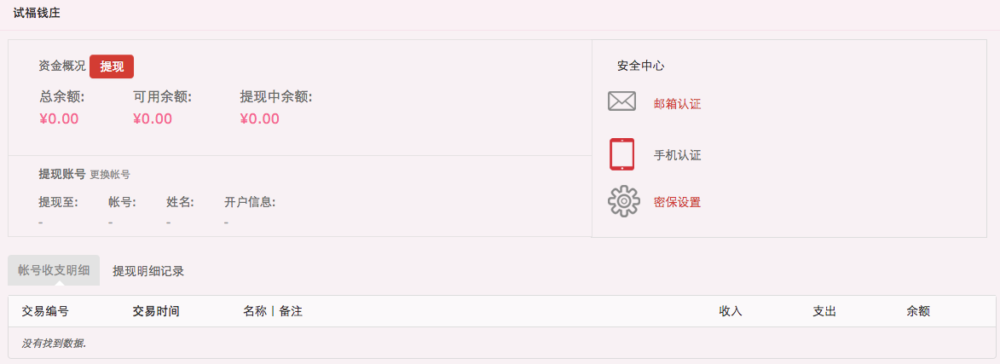 试福钱庄
资金概况 提现
总余额: 可用余额: 提现中余额:
¥0.00 ¥0.00 ¥0.00
提现账号 更换帐号
提现至: 帐号: 姓名: 开户信息:
- - - -
安全中心
邮箱认证
手机认证
密保设置
帐号收支明细 提现明细记录
交易编号 交易时间 名称 | 备注 收入 支出 余额
没有找到数据.